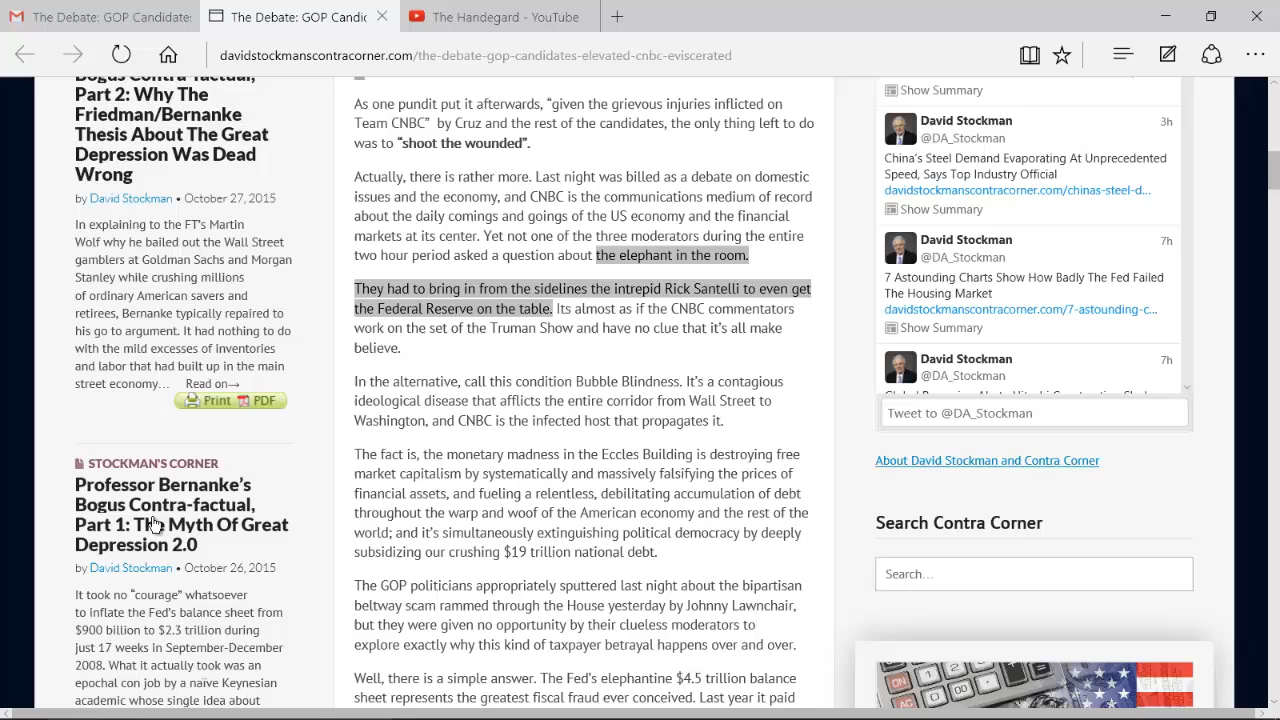 The Handegard - YouTube
davidstockmanscontracorner.com/the-debate-gop-candidates-elevated-cnbc-eviscerated
Bogus Contra-factual,
Part 2: Why The
Friedman/Bernanke
Thesis About The Great
Depression Was Dead
Wrong
by David Stockman • October 27, 2015
In explaining to the FT's Martin
Wolf why he bailed out the Wall Street
gamblers at Goldman Sachs and Morgan
Stanley while crushing millions
of ordinary American savers and
retirees, Bernanke typically repaired to
his go to argument. It had nothing to do
with the mild excesses of inventories
and labor that had built up in the main
street economy… Read on→
Print PDF
STOCKMAN'S CORNER
Professor Bernanke's
Bogus Contra-factual,
Part 1: The Myth Of Great
Depression 2.0
by David Stockman • October 26, 2015
It took no “courage” whatsoever
to inflate the Fed's balance sheet from
$900 billion to $2.3 trillion during
just 17 weeks in September-December
2008. What it actually took was an
epochal con job by a naïve Keynesian
academic whose single idea about
As one pundit put it afterwards, “given the grievous injuries inflicted on
Team CNBC” by Cruz and the rest of the candidates, the only thing left to do
was to “shoot the wounded”.
Actually, there is rather more. Last night was billed as a debate on domestic
issues and the economy, and CNBC is the communications medium of record
about the daily comings and goings of the US economy and the financial
markets at its center. Yet not one of the three moderators during the entire
two hour period asked a question about the elephant in the room.
They had to bring in from the sidelines the intrepid Rick Santelli to even get
the Federal Reserve on the table. Its almost as if the CNBC commentators
work on the set of the Truman Show and have no clue that it's all make
believe.
In the alternative, call this condition Bubble Blindness. It's a contagious
ideological disease that afflicts the entire corridor from Wall Street to
Washington, and CNBC is the infected host that propagates it.
The fact is, the monetary madness in the Eccles Building is destroying free
market capitalism by systematically and massively falsifying the prices of
financial assets, and fueling a relentless, debilitating accumulation of debt
throughout the warp and woof of the American economy and the rest of the
world; and it's simultaneously extinguishing political democracy by deeply
subsidizing our crushing $19 trillion national debt.
The GOP politicians appropriately sputtered last night about the bipartisan
beltway scam rammed through the House yesterday by Johnny Lawnchair,
but they were given no opportunity by their clueless moderators to
explore exactly why this kind of taxpayer betrayal happens over and over.
Well, there is a simple answer. The Fed's elephantine $4.5 trillion balance
sheet represents the greatest fiscal fraud ever conceived. Last year it paid
Show Summary
David Stockman 3h
@DA_Stockman
China's Steel Demand Evaporating At Unprecedented
Speed, Says Top Industry Official
davidstockmanscontracorner.com/chinas-steel-d...
Show Summary
David Stockman 7h
@DA_Stockman
7 Astounding Charts Show How Badly The Fed Failed
The Housing Market
davidstockmanscontracorner.com/7-astounding-c...
Show Summary
David Stockman 7h
@DA_Stockman
Tweet to @DA_Stockman
About David Stockman and Contra Corner
Search Contra Corner
Search...
ON
AC